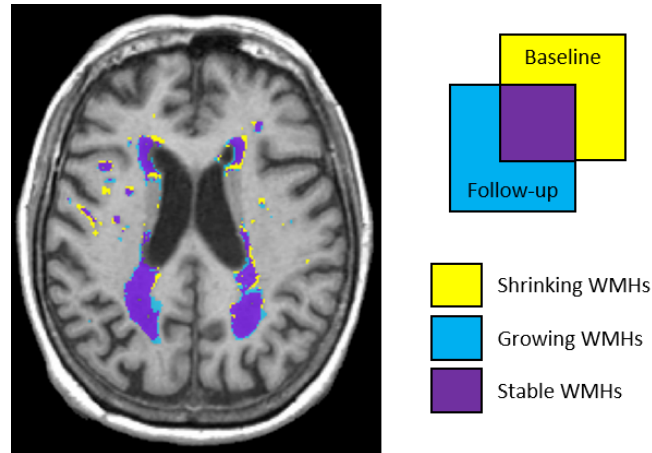 Baseline
Follow-up
Shrinking WMHs
Growing WMHs
Stable WMHs